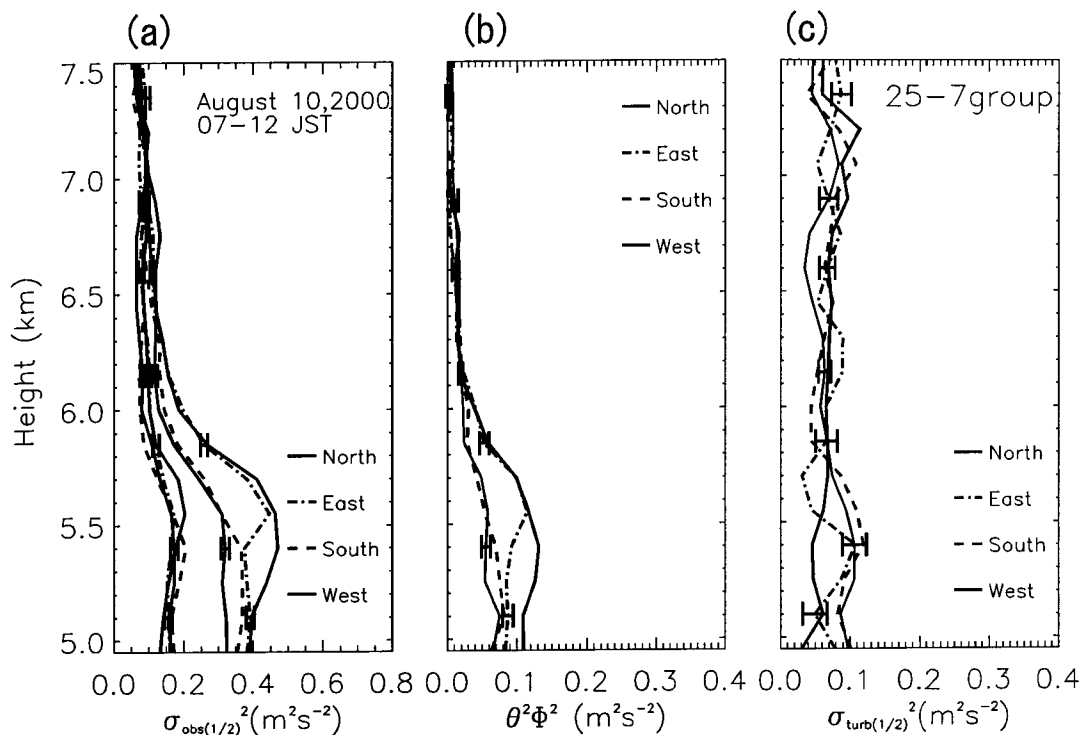 (a)
(b)
(c)
7.5
7.0
6.5
6.0
5.5
5.0
Height (km)
August 10,2000
07-12 JST
North
East
South
West
0.0 0.2 0.4 0.6 0.8
σobs(1/2)²(m²s⁻²)
North
East
South
West
0.0 0.1 0.2 0.3 0.4
θ²Φ² (m²s⁻²)
25-7group
North
East
South
West
0.0 0.1 0.2 0.3 0.4
σturb(1/2)²(m²s⁻²)